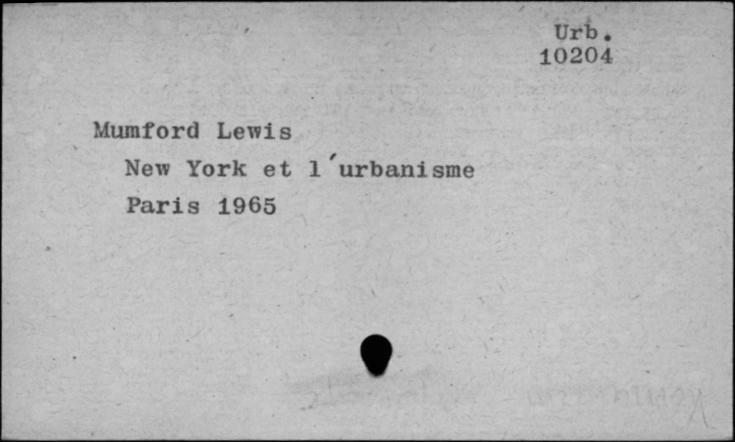 Urb.
10204
Mumford Lewis
New York et l'urbanisme
Paris 1965